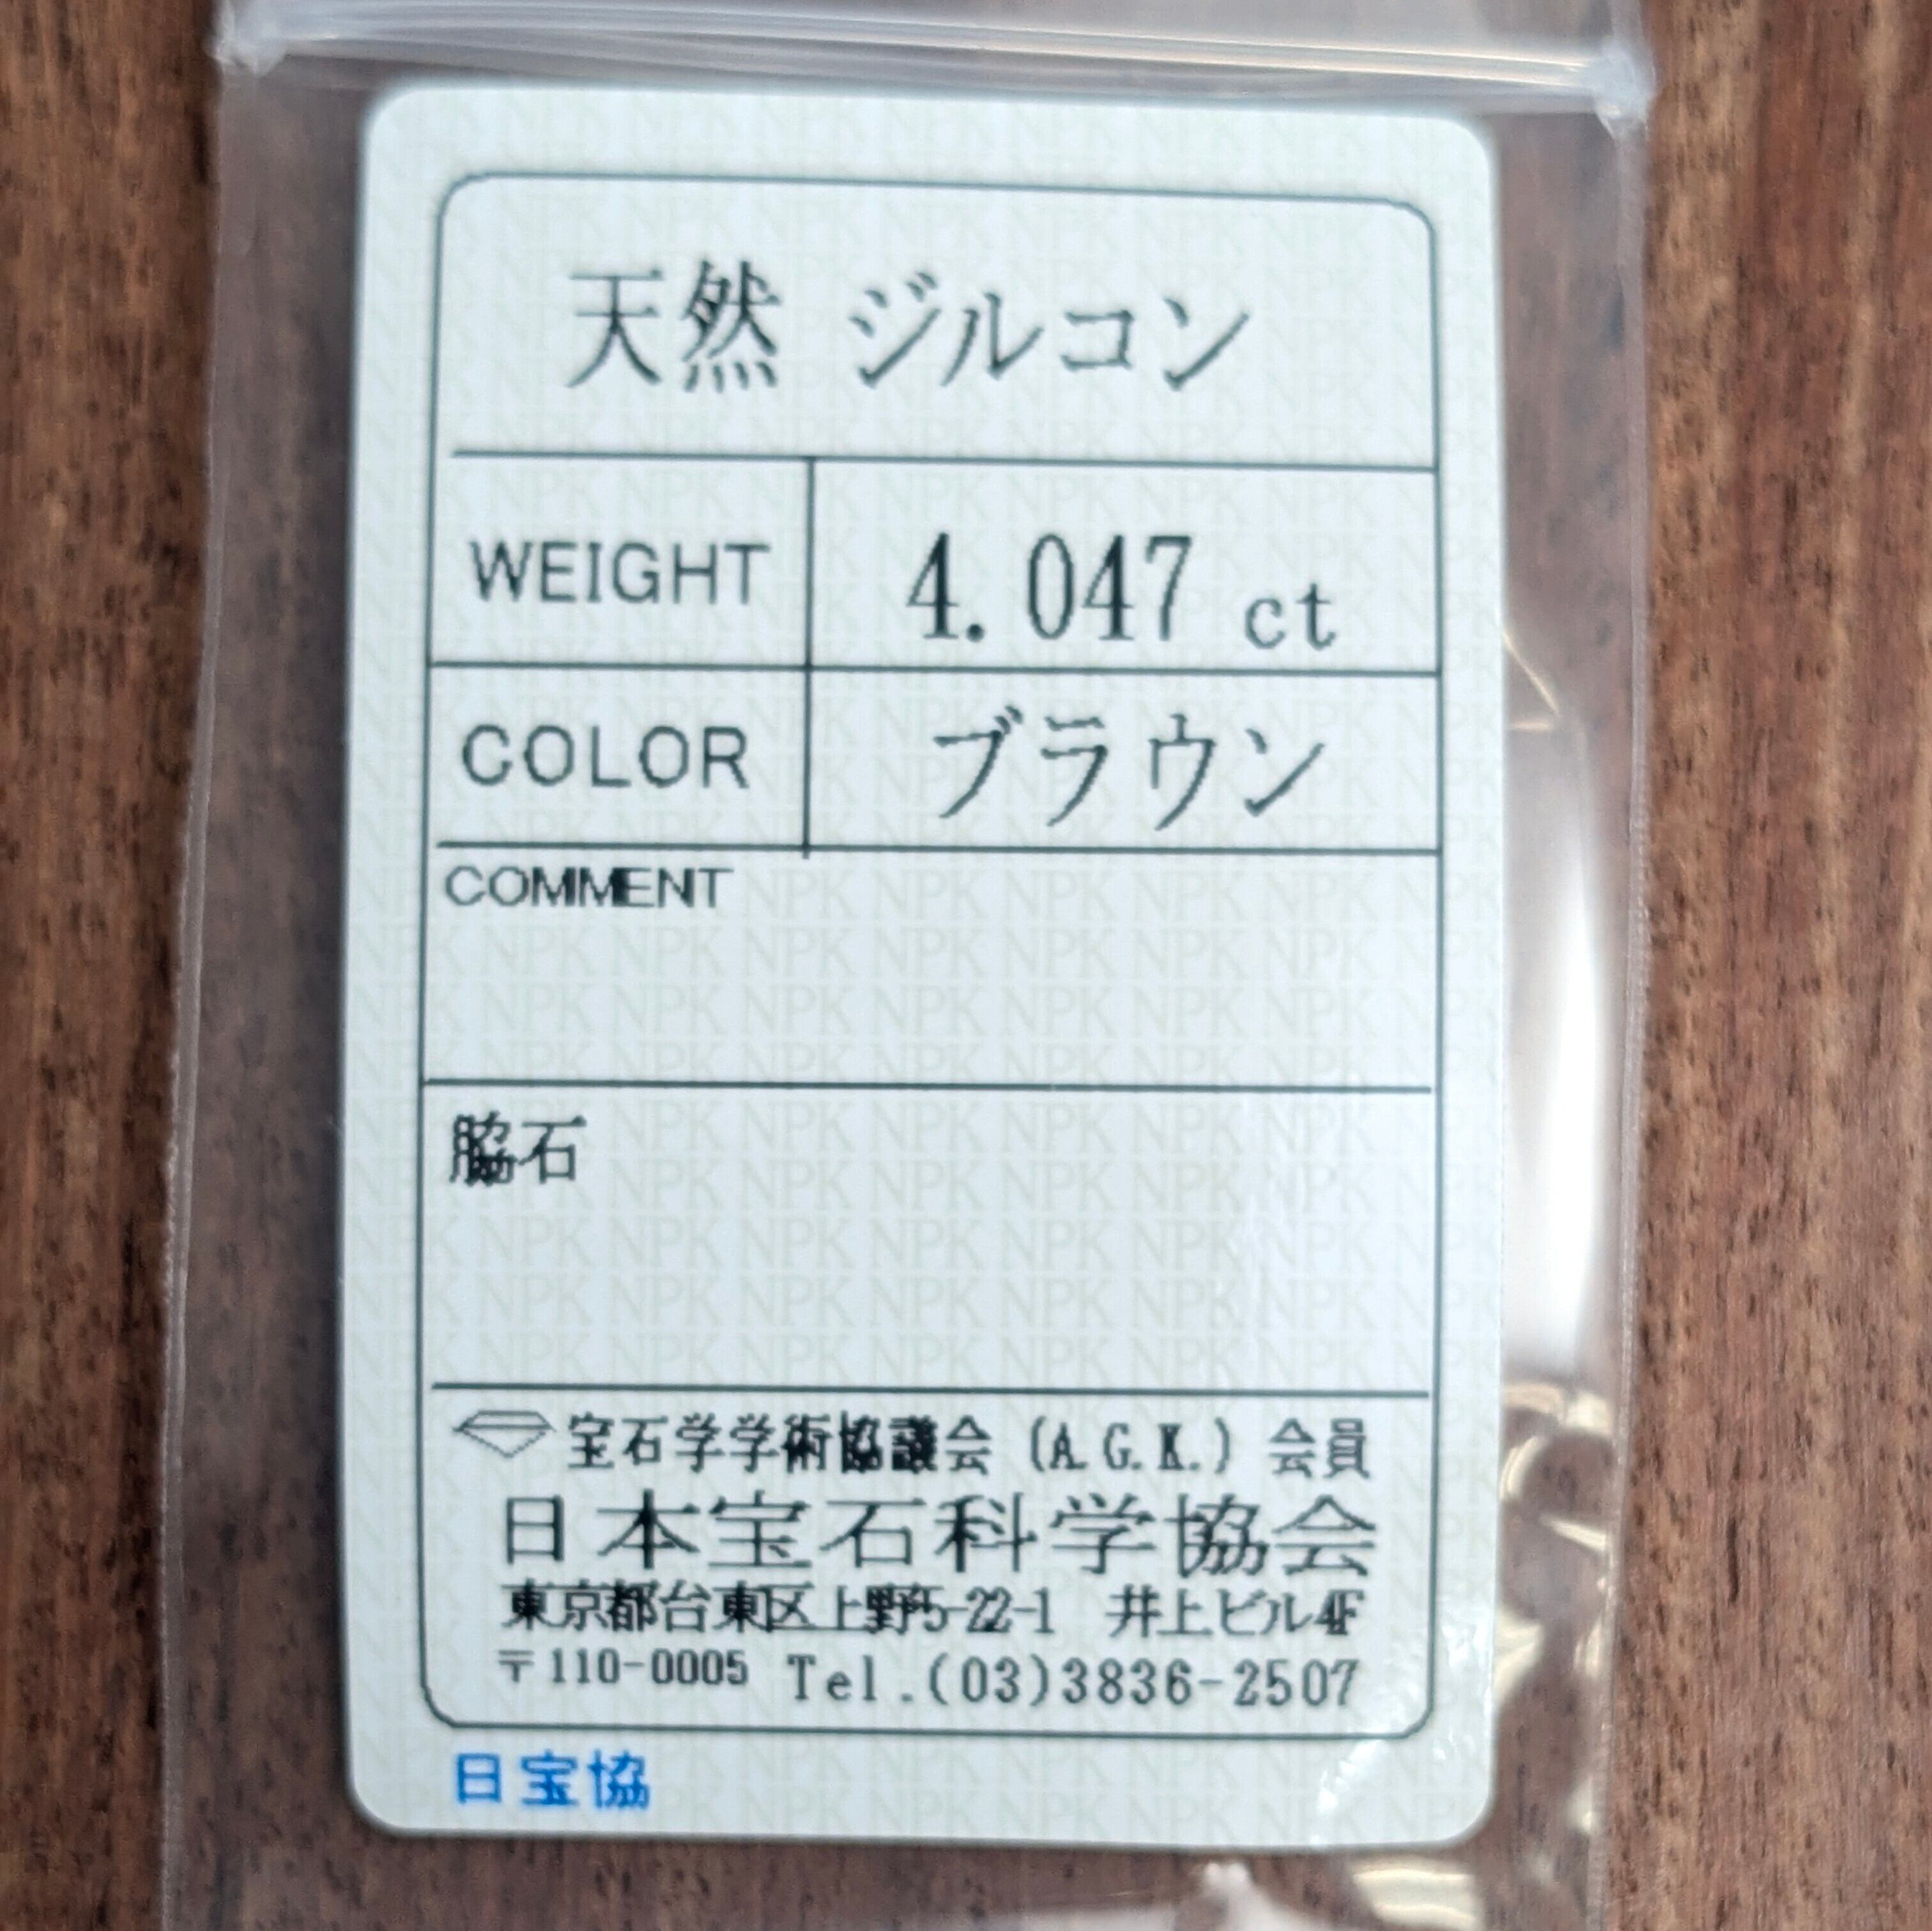 天然 ジルコン
WEIGHT 4.047 ct
COLOR ブラウン
COMMENT
脇石
宝石学学術協議会 (A.G.K.) 会員
日本宝石科学協会
東京都台東区上野5-22-1 井上ビル4F
〒110-0005 Tel.(03)3836-2507
日宝協